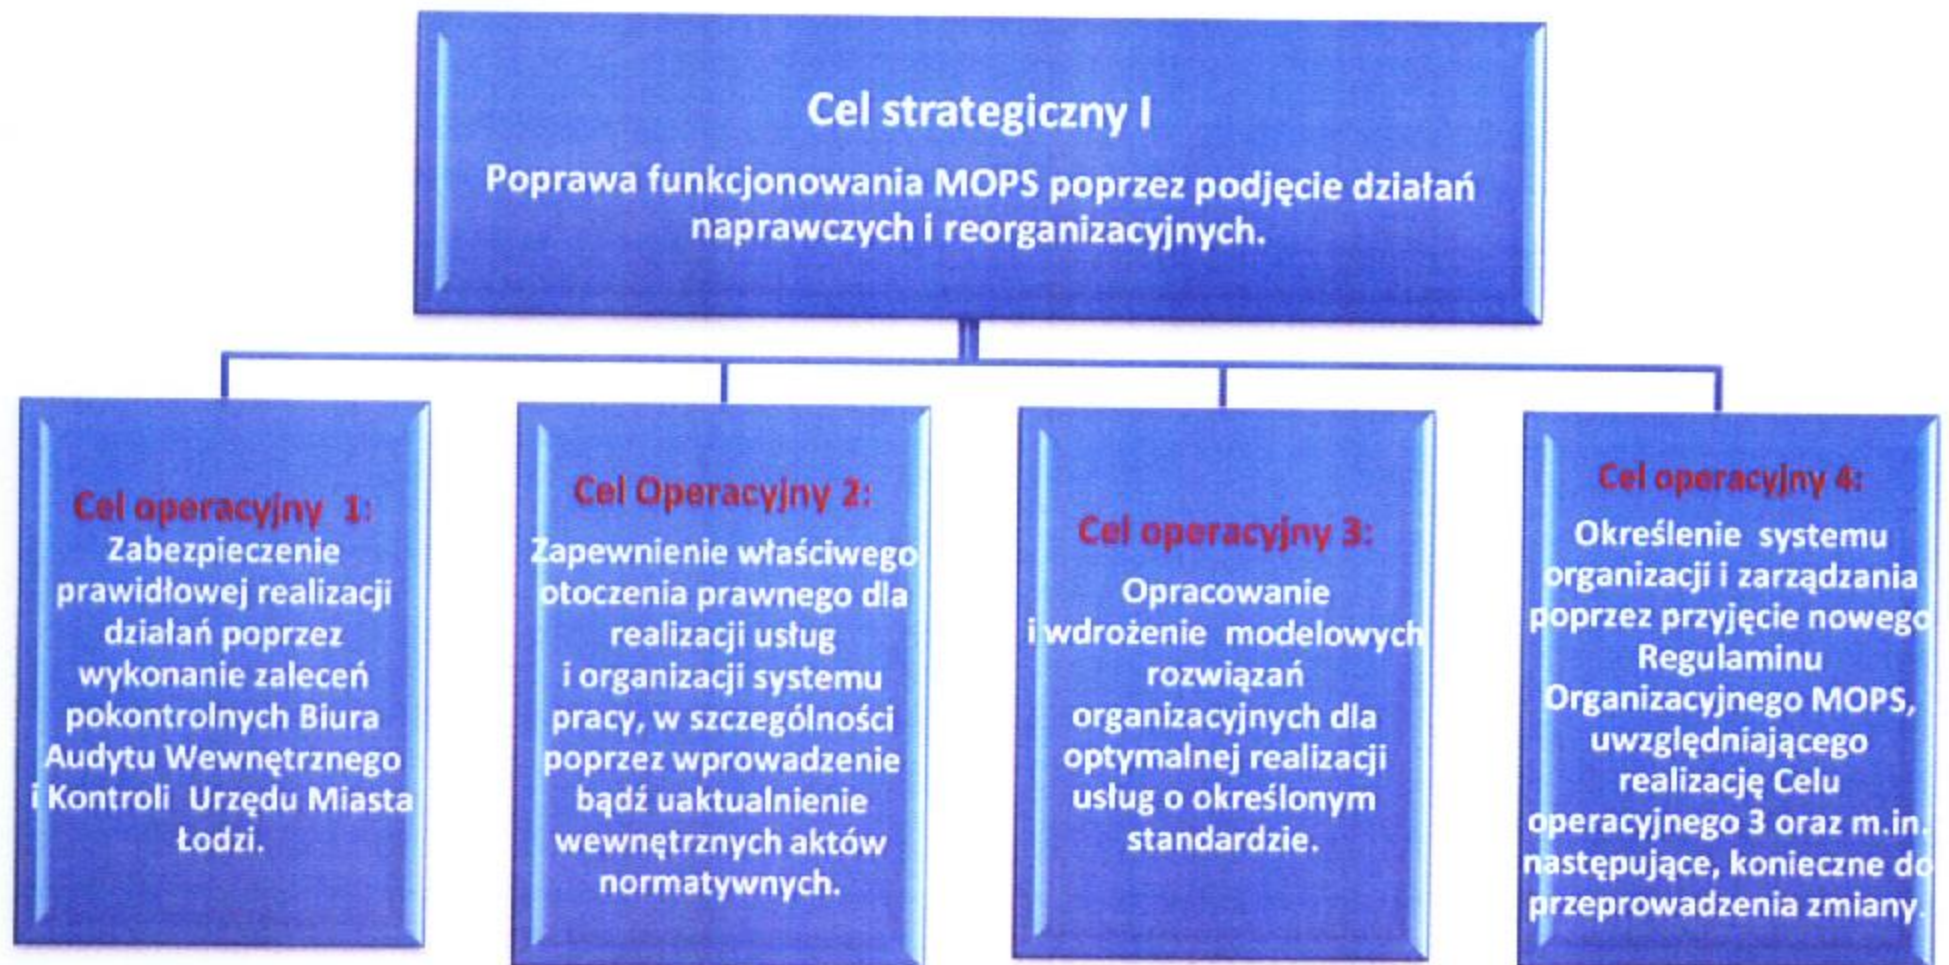 Cel strategiczny I
Poprawa funkcjonowania MOPS poprzez podjęcie działań
naprawczych i reorganizacyjnych.
Cel operacyjny 1:
Zabezpieczenie
prawidłowej realizacji
działań poprzez
wykonanie zaleceń
pokontrolnych Biura
Audytu Wewnętrznego
i Kontroli Urzędu Miasta
Łodzi.
Cel Operacyjny 2:
Zapewnienie właściwego
otoczenia prawnego dla
realizacji usług
i organizacji systemu
pracy, w szczególności
poprzez wprowadzenie
bądź uaktualnienie
wewnętrznych aktów
normatywnych.
Cel operacyjny 3:
Opracowanie
i wdrożenie modelowych
rozwiązań
organizacyjnych dla
optymalnej realizacji
usług o określonym
standardzie.
Cel operacyjny 4:
Określenie systemu
organizacji i zarządzania
poprzez przyjęcie nowego
Regulaminu
Organizacyjnego MOPS,
uwzględniającego
realizację Celu
operacyjnego 3 oraz m.in.
następujące, konieczne do
przeprowadzenia zmiany.